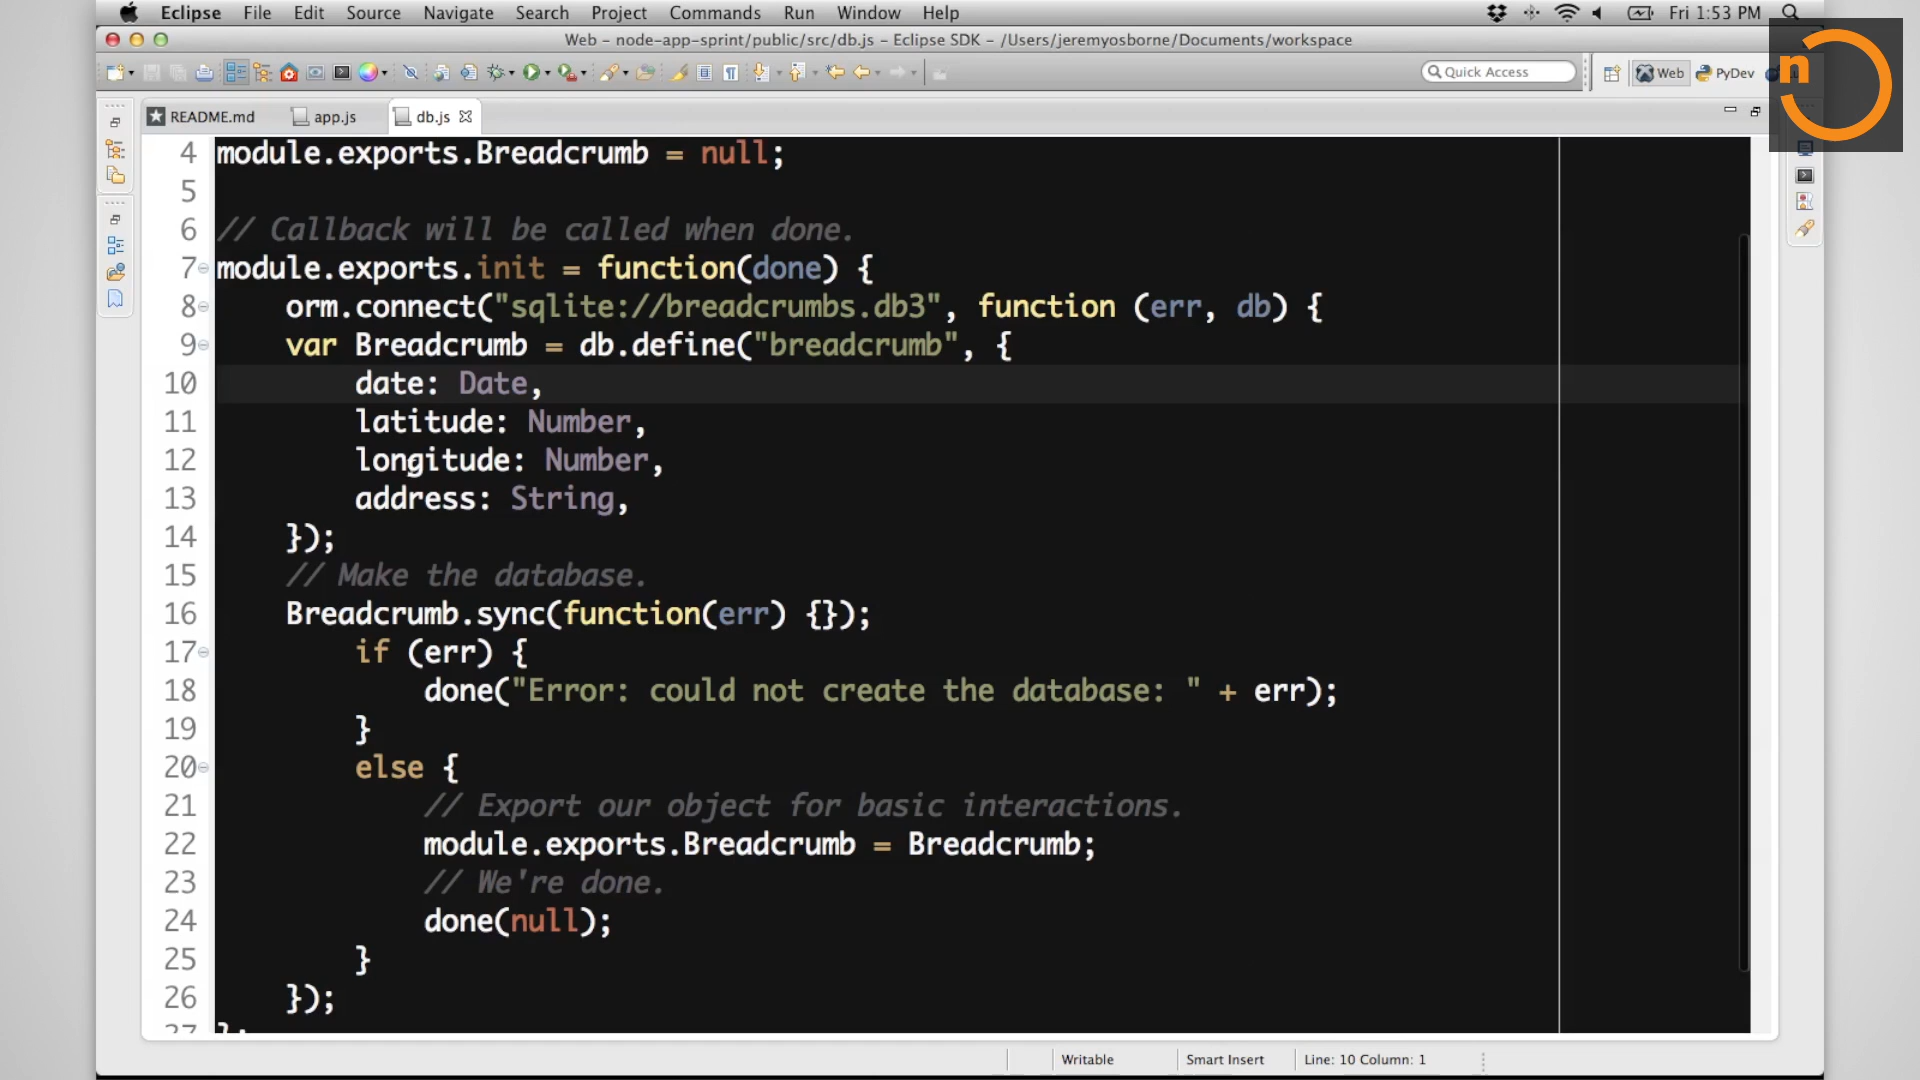 Eclipse File Edit Source Navigate Search Project Commands Run Window Help Fri 1:53 PM
Web – node-app-sprint/public/src/db.js – Eclipse SDK – /Users/jeremyosborne/Documents/workspace
Quick Access Web PyDev
n
README.md app.js db.js
4 module.exports.Breadcrumb = null;
5
6 // Callback will be called when done.
7 module.exports.init = function(done) {
8 orm.connect("sqlite://breadcrumbs.db3", function (err, db) {
9 var Breadcrumb = db.define("breadcrumb", {
10 date: Date,
11 latitude: Number,
12 longitude: Number,
13 address: String,
14 });
15 // Make the database.
16 Breadcrumb.sync(function(err) {});
17 if (err) {
18 done("Error: could not create the database: " + err);
19 }
20 else {
21 // Export our object for basic interactions.
22 module.exports.Breadcrumb = Breadcrumb;
23 // We're done.
24 done(null);
25 }
26 });
27 };
Writable Smart Insert Line: 10 Column: 1